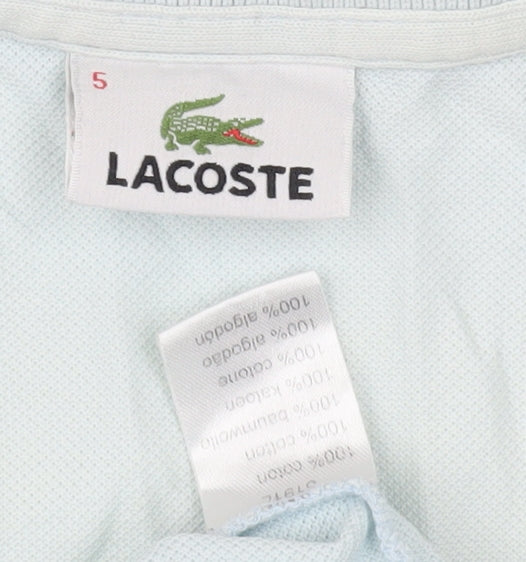 5
LACOSTE
100% coton
100% cotton
100% baumwolle
100% katoen
100% cotone
100% algodão
100% algodón